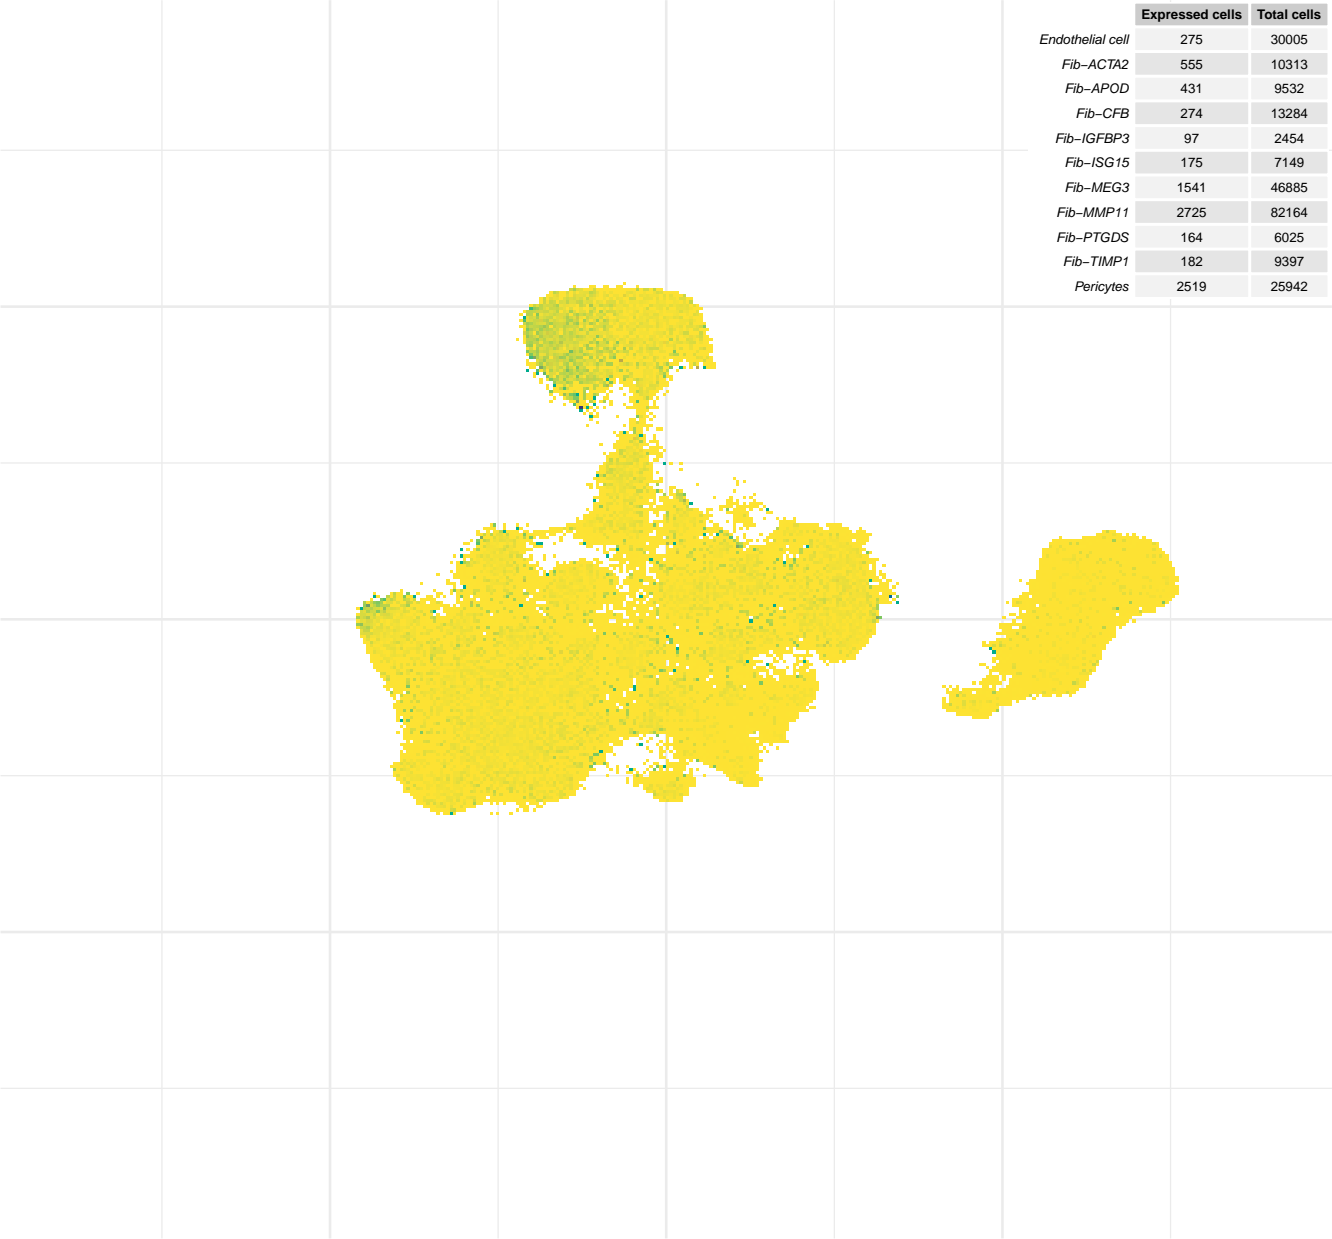 Expressed cells Total cells
Endothelial cell 275 30005
Fib−ACTA2 555 10313
Fib−APOD 431 9532
Fib−CFB 274 13284
Fib−IGFBP3 97 2454
Fib−ISG15 175 7149
Fib−MEG3 1541 46885
Fib−MMP11 2725 82164
Fib−PTGDS 164 6025
Fib−TIMP1 182 9397
Pericytes 2519 25942